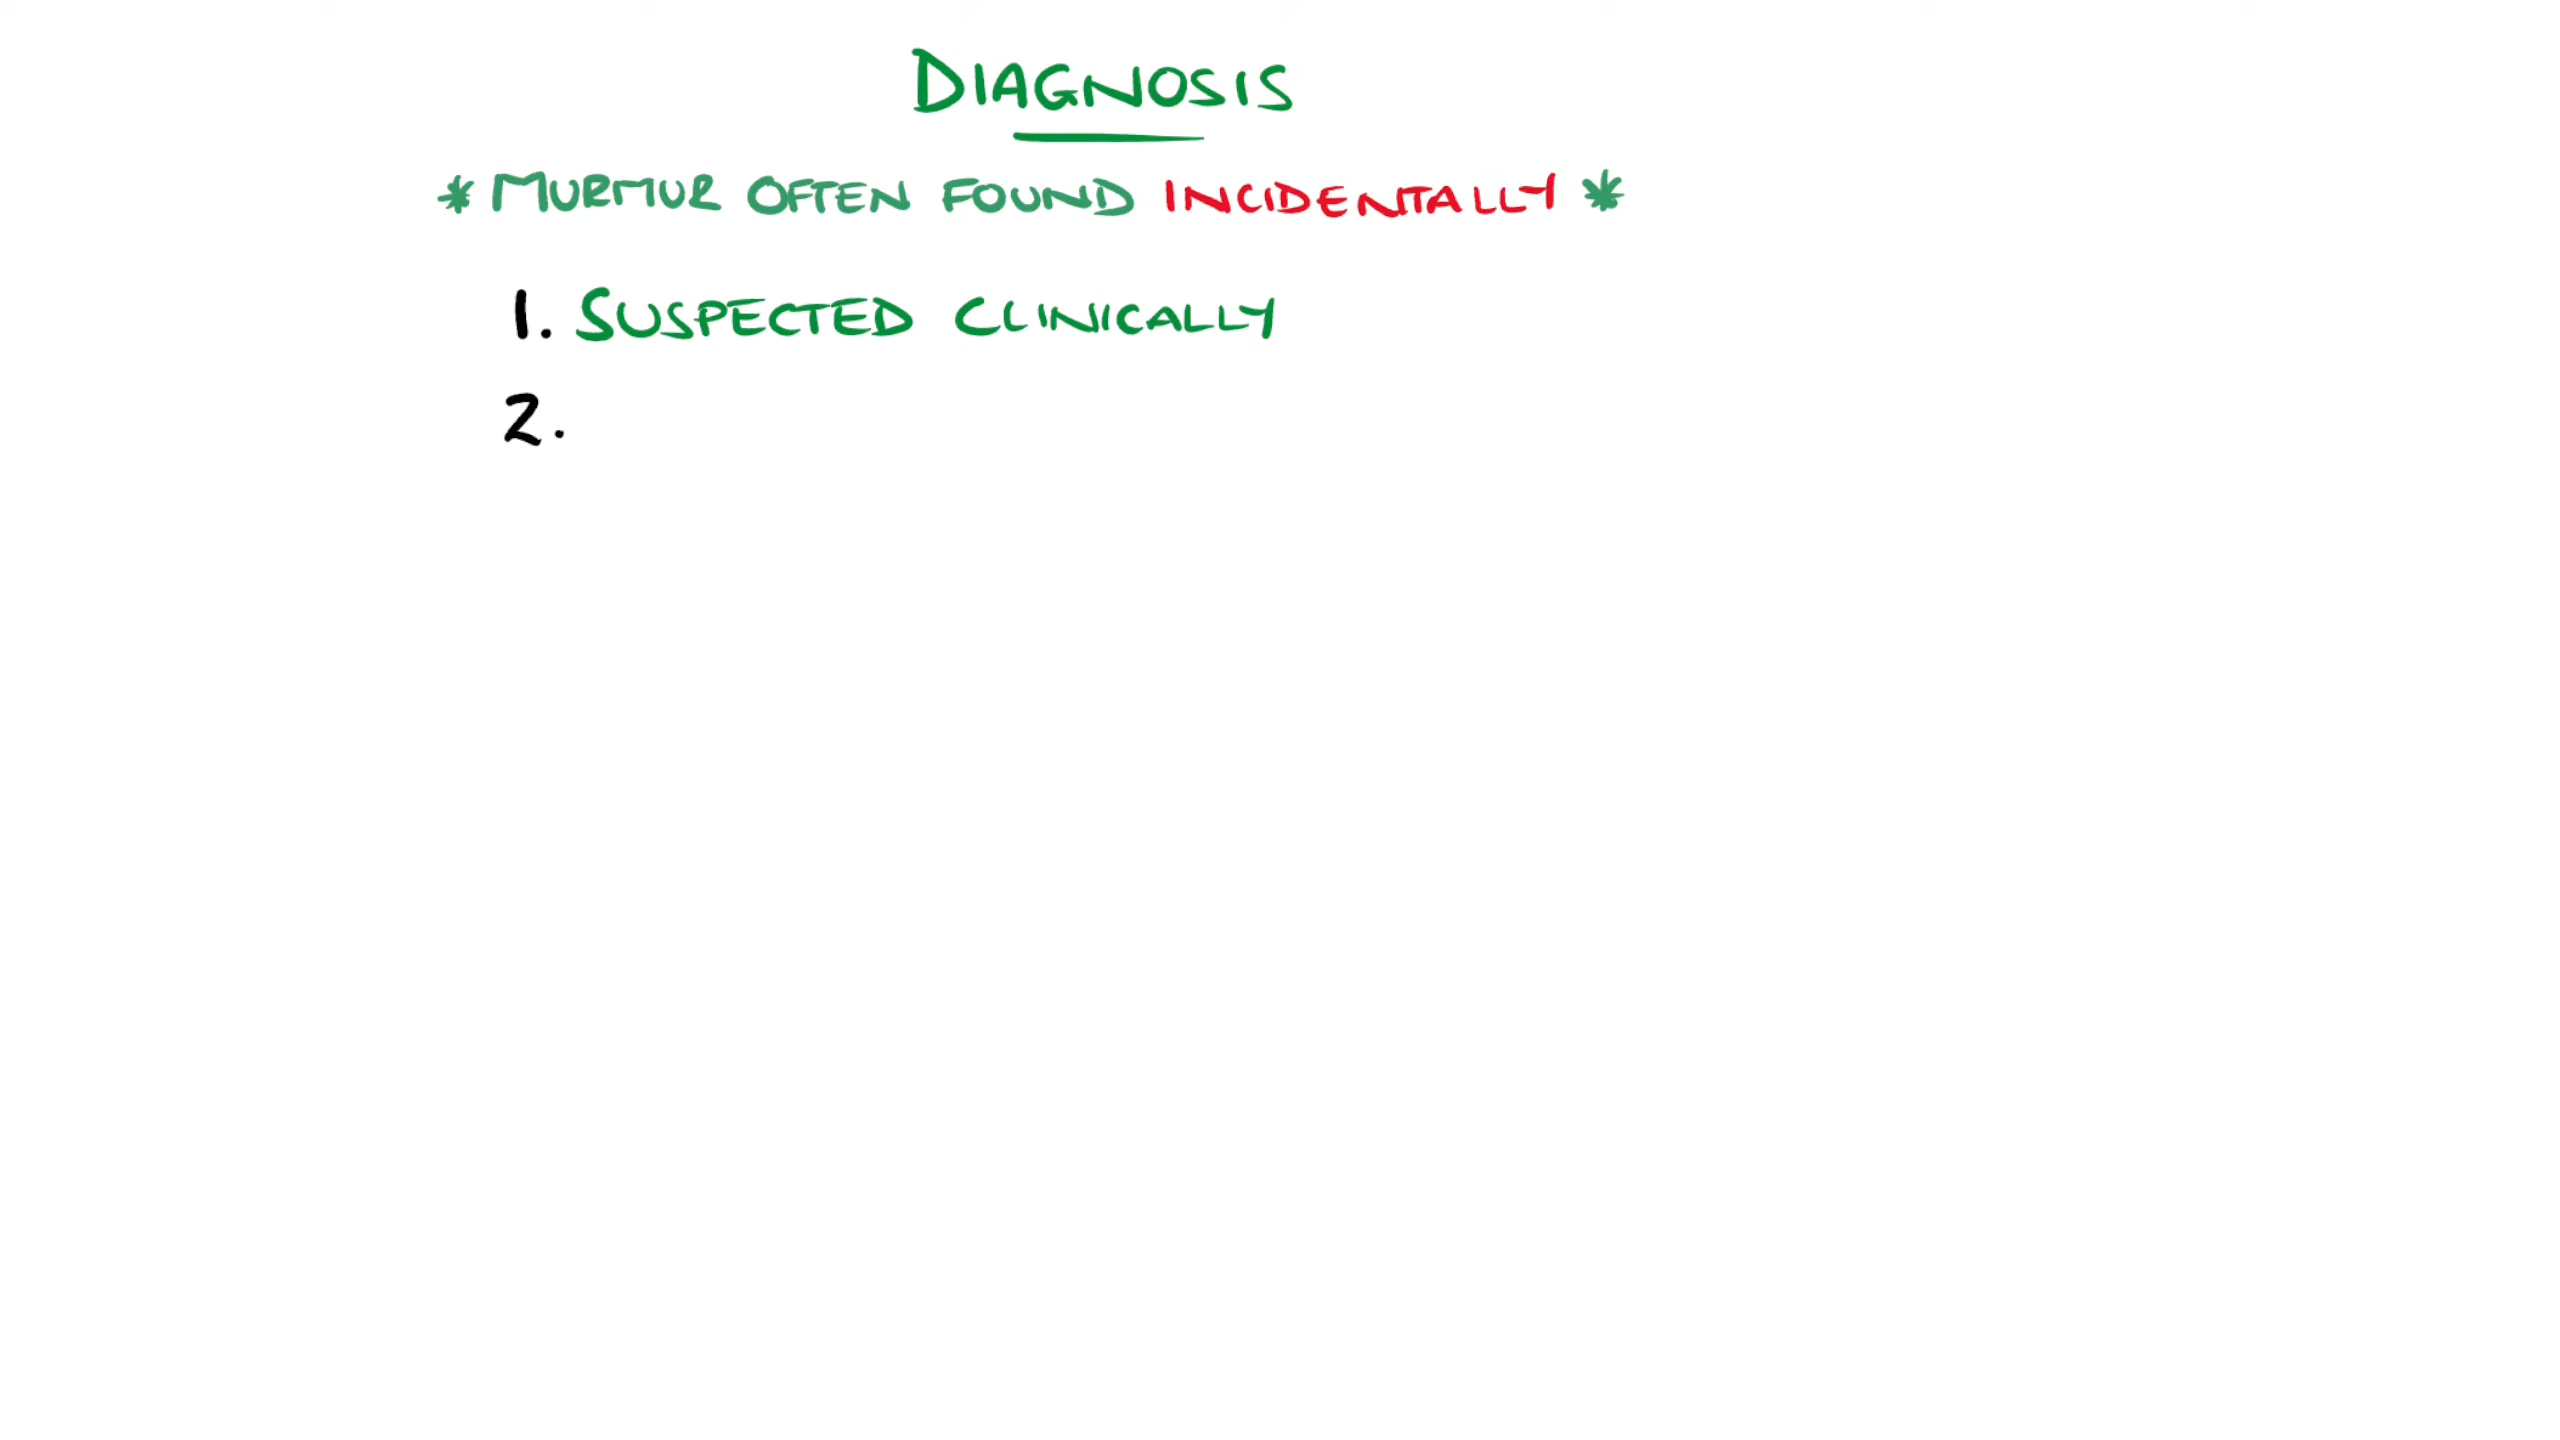 DIAGNOSIS
* MURMUR OFTEN FOUND INCIDENTALLY *
1. SUSPECTED CLINICALLY
2.